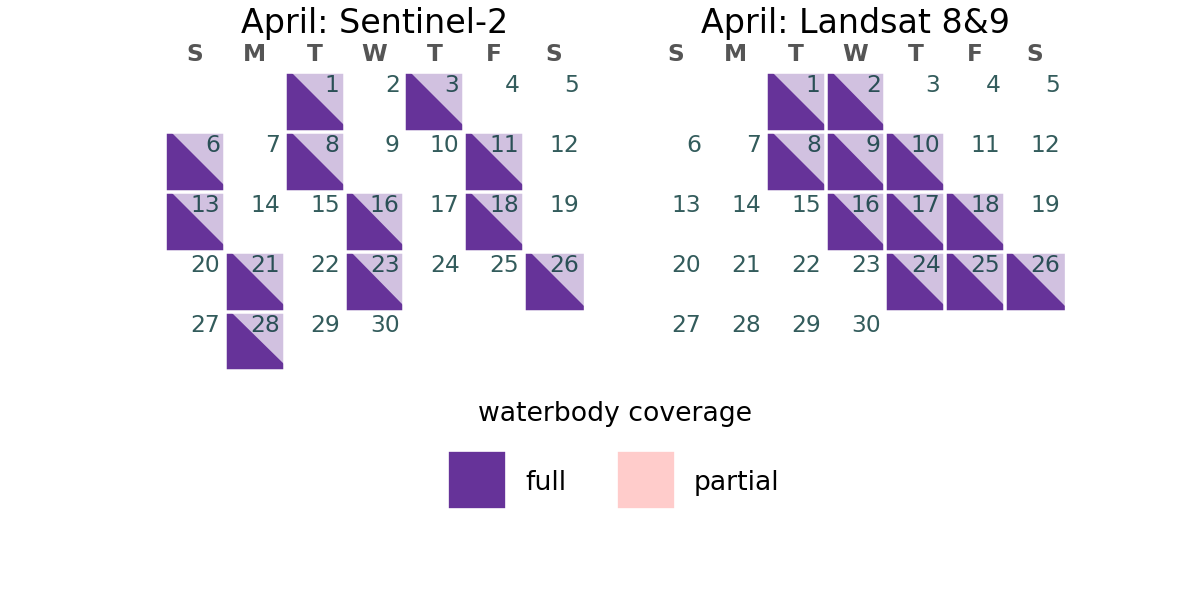 April: Sentinel-2
S M T W T F S
1 2 3 4 5
6 7 8 9 10 11 12
13 14 15 16 17 18 19
20 21 22 23 24 25 26
27 28 29 30
April: Landsat 8&9
S M T W T F S
1 2 3 4 5
6 7 8 9 10 11 12
13 14 15 16 17 18 19
20 21 22 23 24 25 26
27 28 29 30
waterbody coverage
full partial